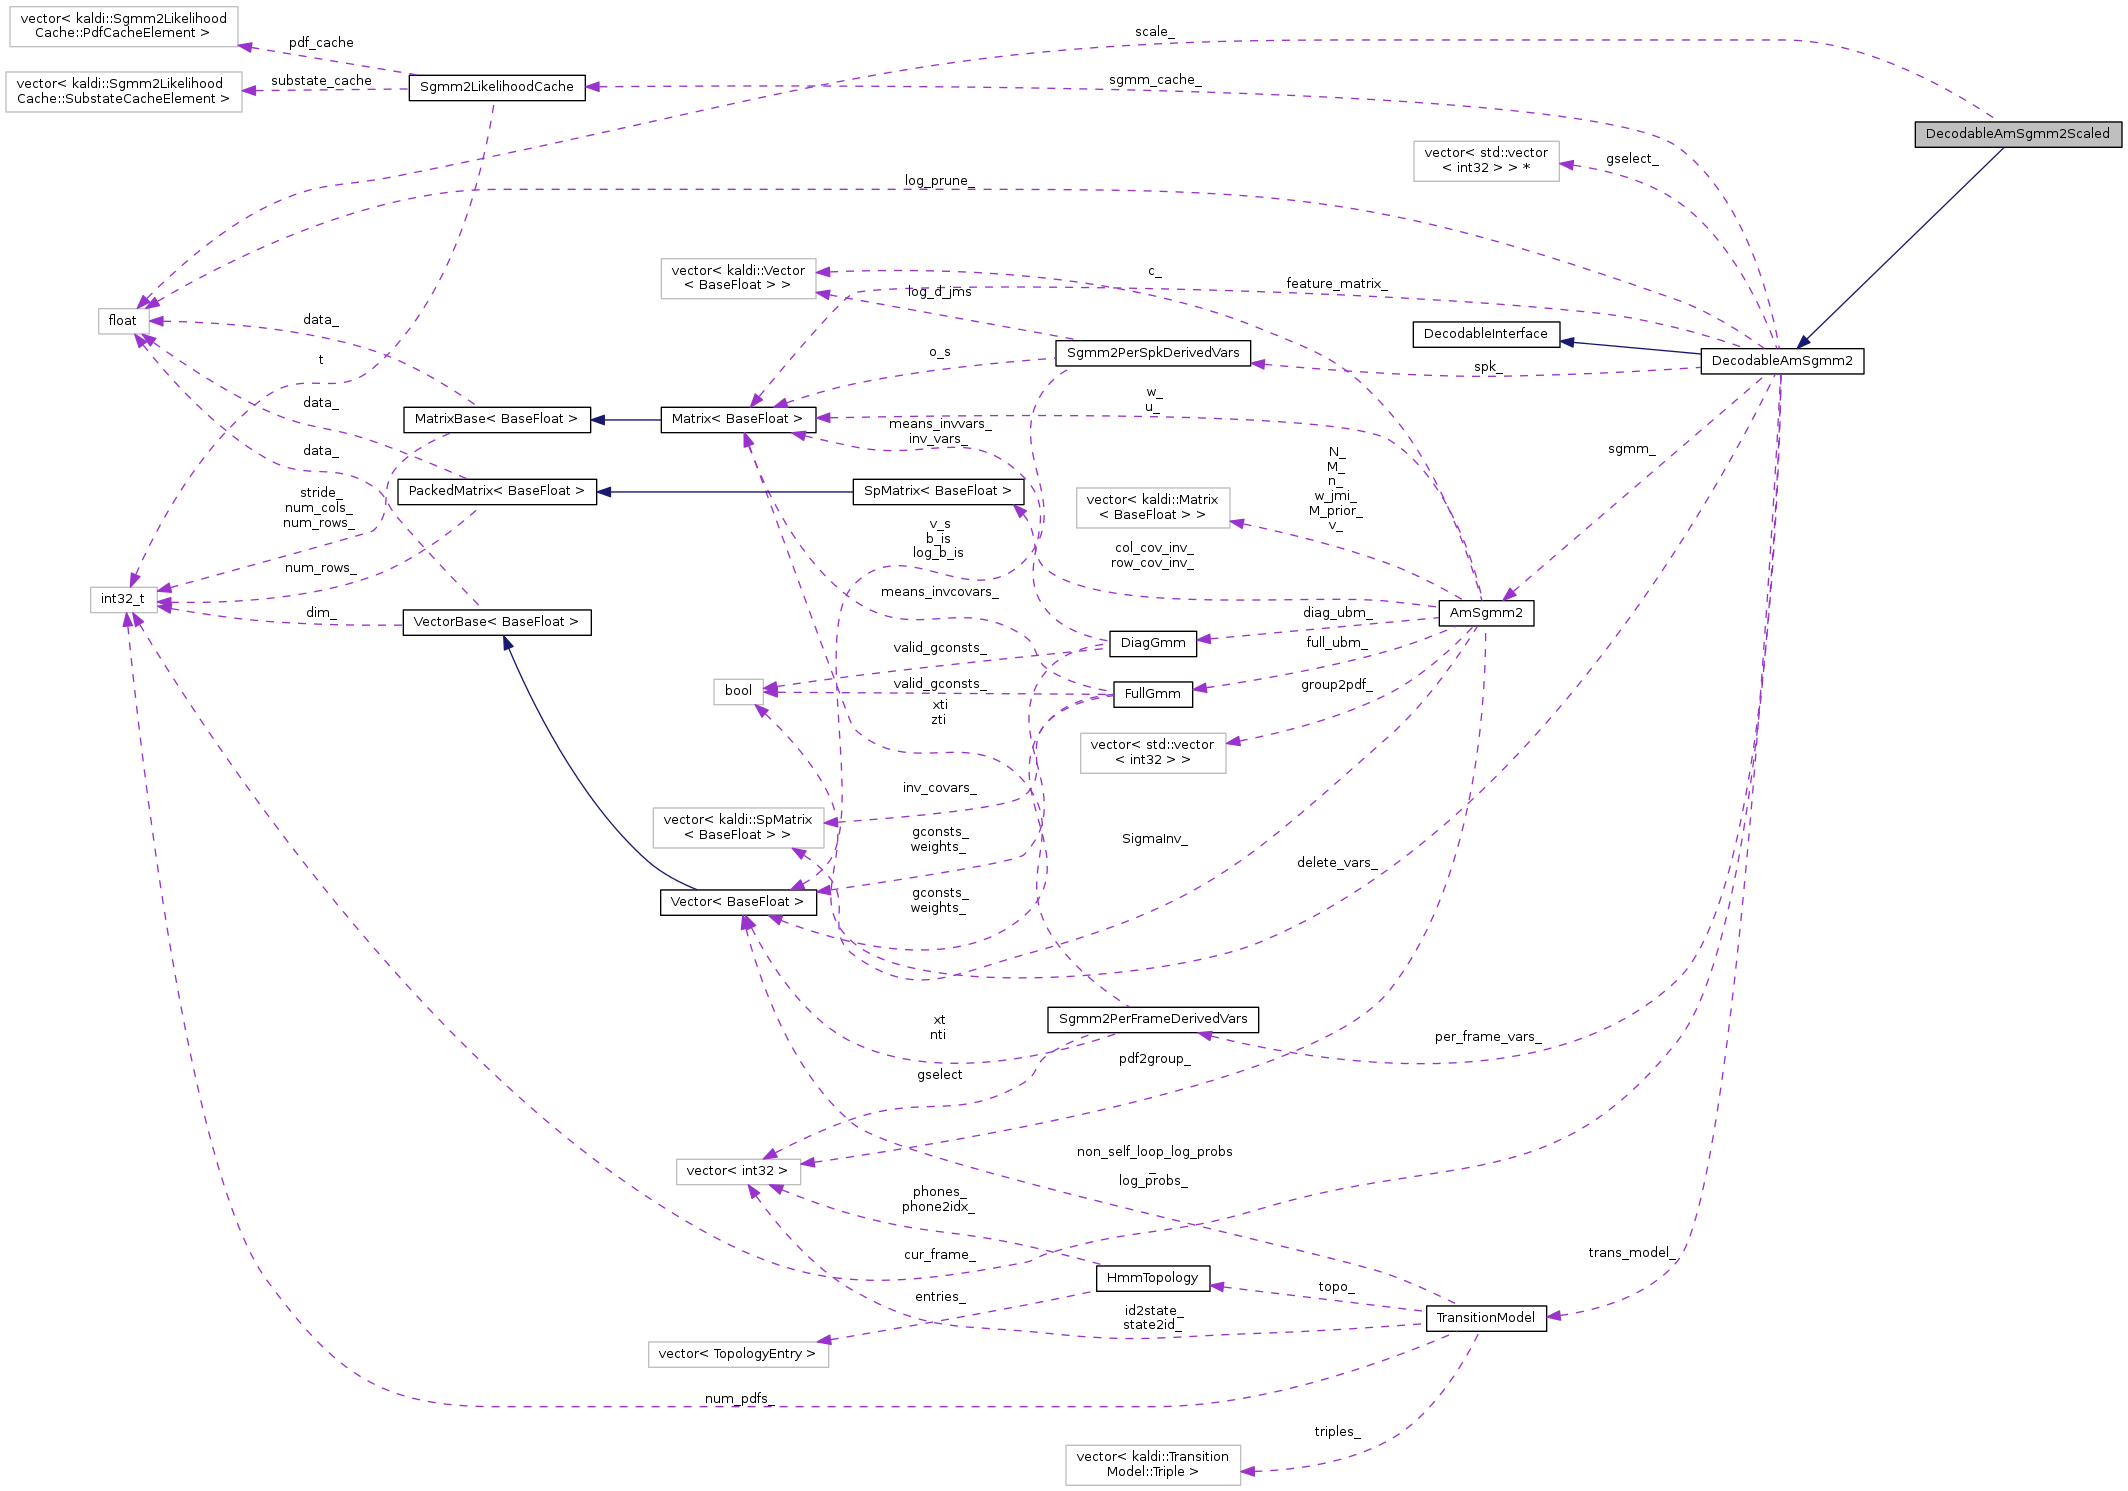 vector< kaldi::Sgmm2Likelihood
Cache::PdfCacheElement >
pdf_cache
scale_
vector< kaldi::Sgmm2Likelihood
Cache::SubstateCacheElement >
substate_cache
Sgmm2LikelihoodCache
sgmm_cache_
DecodableAmSgmm2Scaled
vector< std::vector
< int32 > > *
gselect_
log_prune_
vector< kaldi::Vector
< BaseFloat > >
c_
log_d_jms
feature_matrix_
float
data_
DecodableInterface
t
o_s
Sgmm2PerSpkDerivedVars
spk_
DecodableAmSgmm2
data_
MatrixBase< BaseFloat >
Matrix< BaseFloat >
w_
u_
means_invvars_
inv_vars_
data_
sgmm_
N_
M_
n_
w_jmi_
M_prior_
v_
stride_
num_cols_
num_rows_
PackedMatrix< BaseFloat >
SpMatrix< BaseFloat >
vector< kaldi::Matrix
< BaseFloat > >
v_s
b_is
log_b_is
col_cov_inv_
row_cov_inv_
num_rows_
int32_t
means_invcovars_
dim_
VectorBase< BaseFloat >
diag_ubm_
AmSgmm2
valid_gconsts_
DiagGmm
full_ubm_
bool
valid_gconsts_
FullGmm
group2pdf_
xti
zti
vector< std::vector
< int32 > >
inv_covars_
vector< kaldi::SpMatrix
< BaseFloat > >
gconsts_
weights_
SigmaInv_
delete_vars_
Vector< BaseFloat >
gconsts_
weights_
xt
nti
Sgmm2PerFrameDerivedVars
per_frame_vars_
gselect
pdf2group_
vector< int32 >
non_self_loop_log_probs
_
log_probs_
phones_
phone2idx_
cur_frame_
trans_model_
HmmTopology
topo_
entries_
id2state_
state2id_
TransitionModel
vector< TopologyEntry >
num_pdfs_
triples_
vector< kaldi::Transition
Model::Triple >